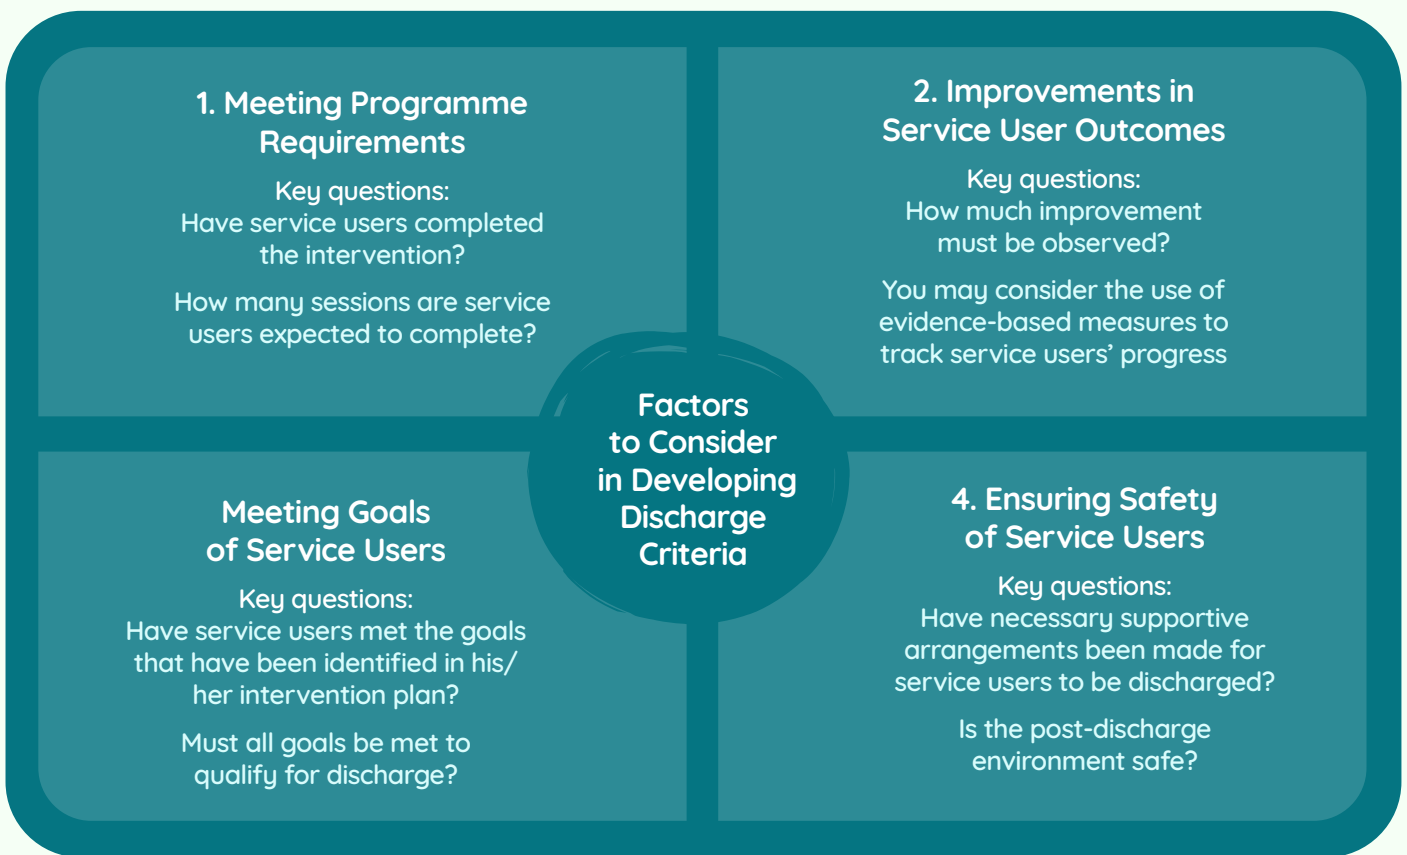 1. Meeting Programme
Requirements
Key questions:
Have service users completed
the intervention?
How many sessions are service
users expected to complete?
2. Improvements in
Service User Outcomes
Key questions:
How much improvement
must be observed?
You may consider the use of
evidence-based measures to
track service users’ progress
Factors
to Consider
in Developing
Discharge
Criteria
Meeting Goals
of Service Users
Key questions:
Have service users met the goals
that have been identified in his/
her intervention plan?
Must all goals be met to
qualify for discharge?
4. Ensuring Safety
of Service Users
Key questions:
Have necessary supportive
arrangements been made for
service users to be discharged?
Is the post-discharge
environment safe?